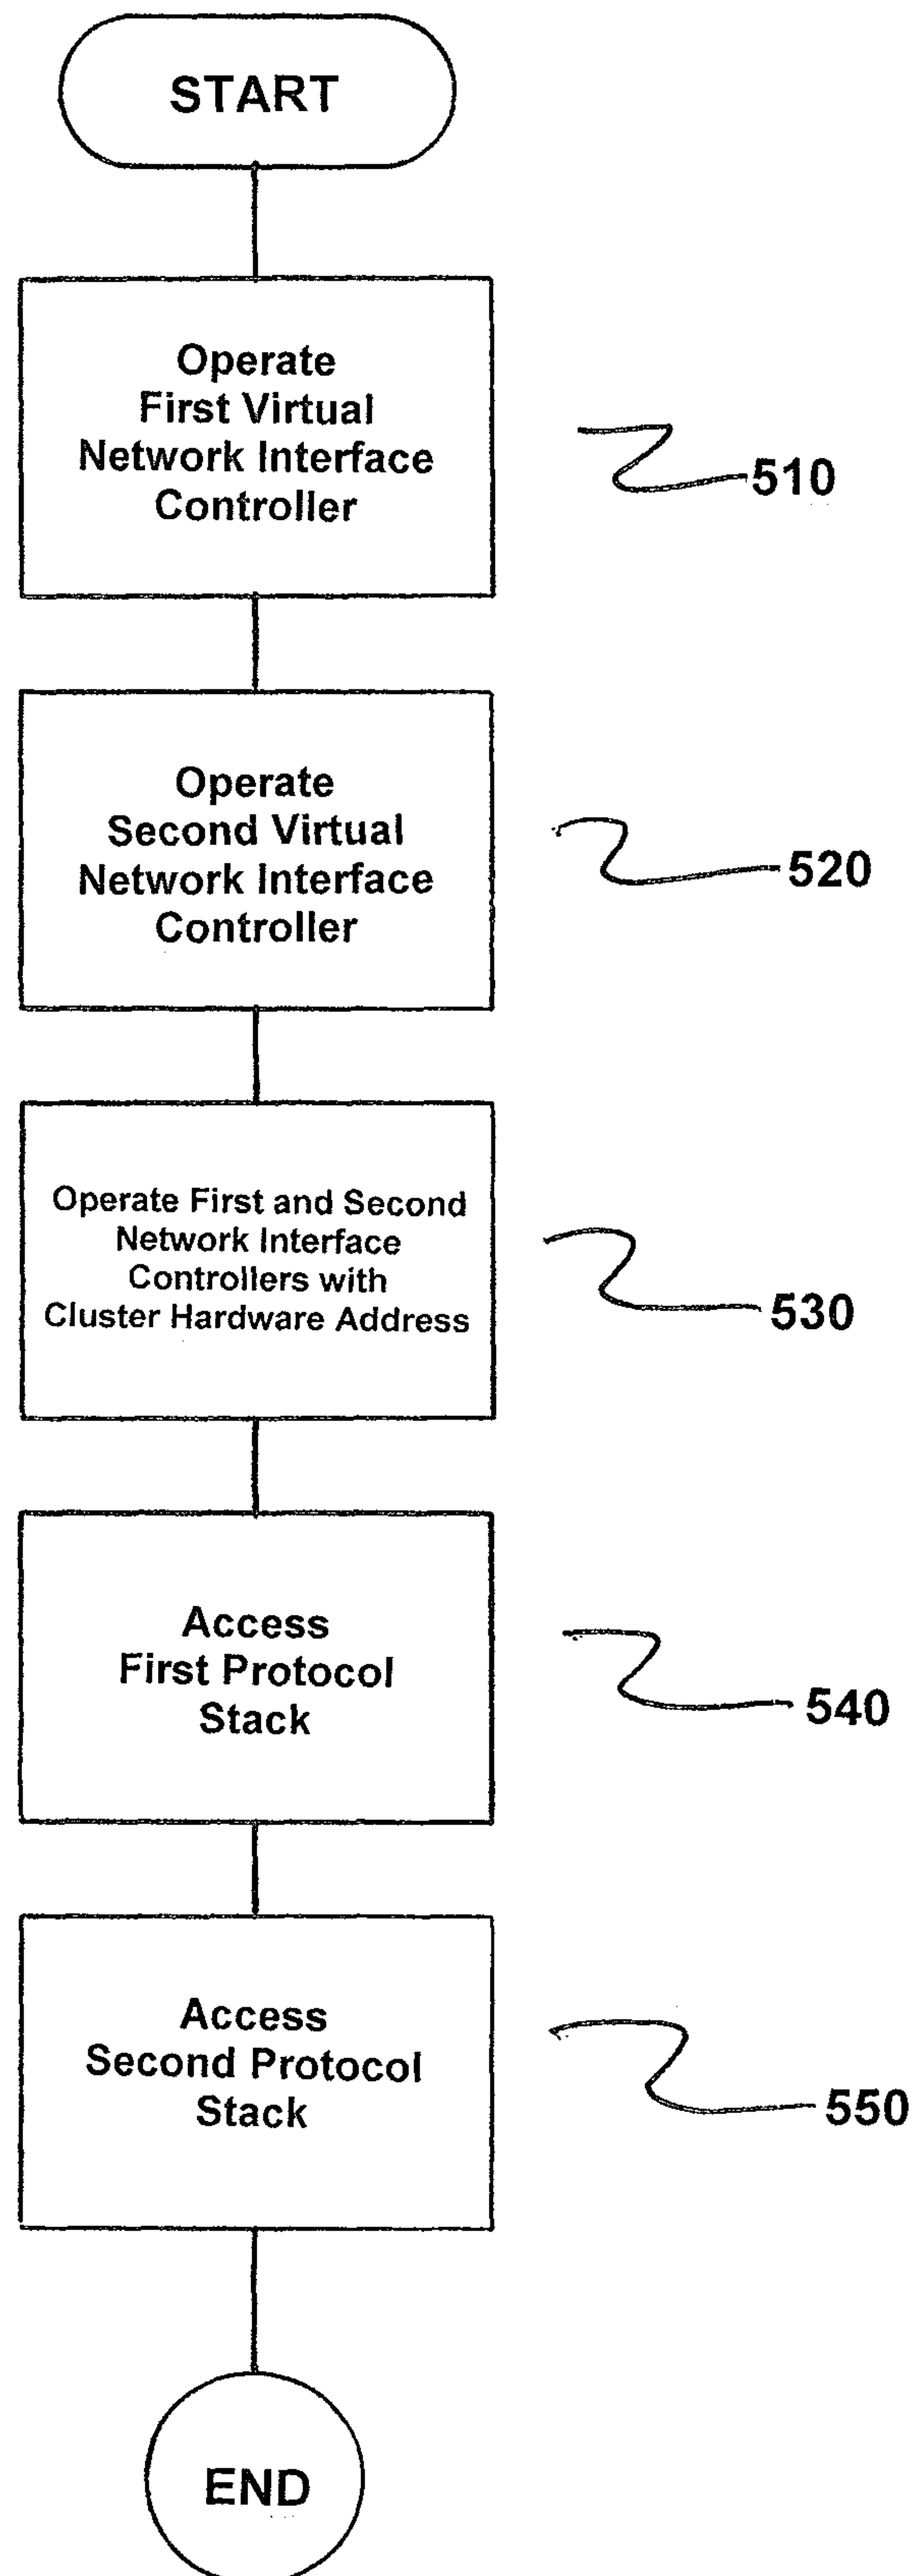 START
Operate
First Virtual
Network Interface
Controller
510
Operate
Second Virtual
Network Interface
Controller
520
Operate First and Second
Network Interface
Controllers with
Cluster Hardware Address
530
Access
First Protocol
Stack
540
Access
Second Protocol
Stack
550
END